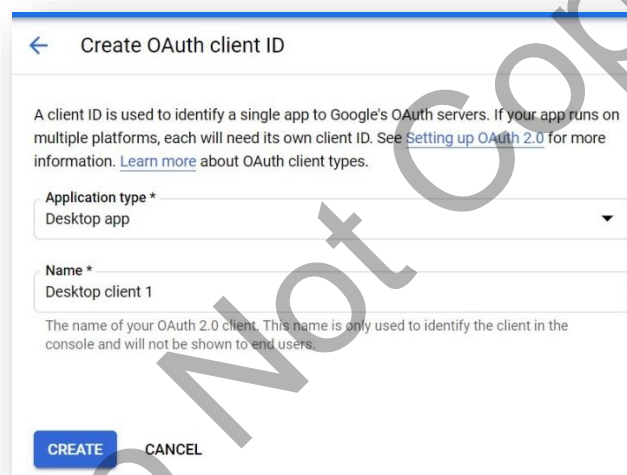 Create OAuth client ID
A client ID is used to identify a single app to Google's OAuth servers. If your app runs on
multiple platforms, each will need its own client ID. See Setting up OAuth 2.0 for more
information. Learn more about OAuth client types.
Application type *
Desktop app
Name *
Desktop client 1
The name of your OAuth 2.0 client. This name is only used to identify the client in the
console and will not be shown to end users.
CREATE CANCEL
Not Cop